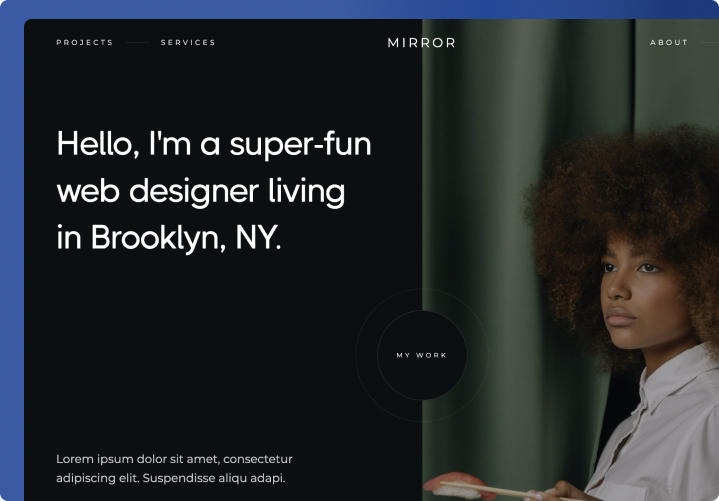 PROJECTS
SERVICES
MIRROR
ABOUT
Hello, I'm a super-fun
web designer living
in Brooklyn, NY.
MY WORK
Lorem ipsum dolor sit amet, consectetur
adipiscing elit. Suspendisse aliqu adapi.